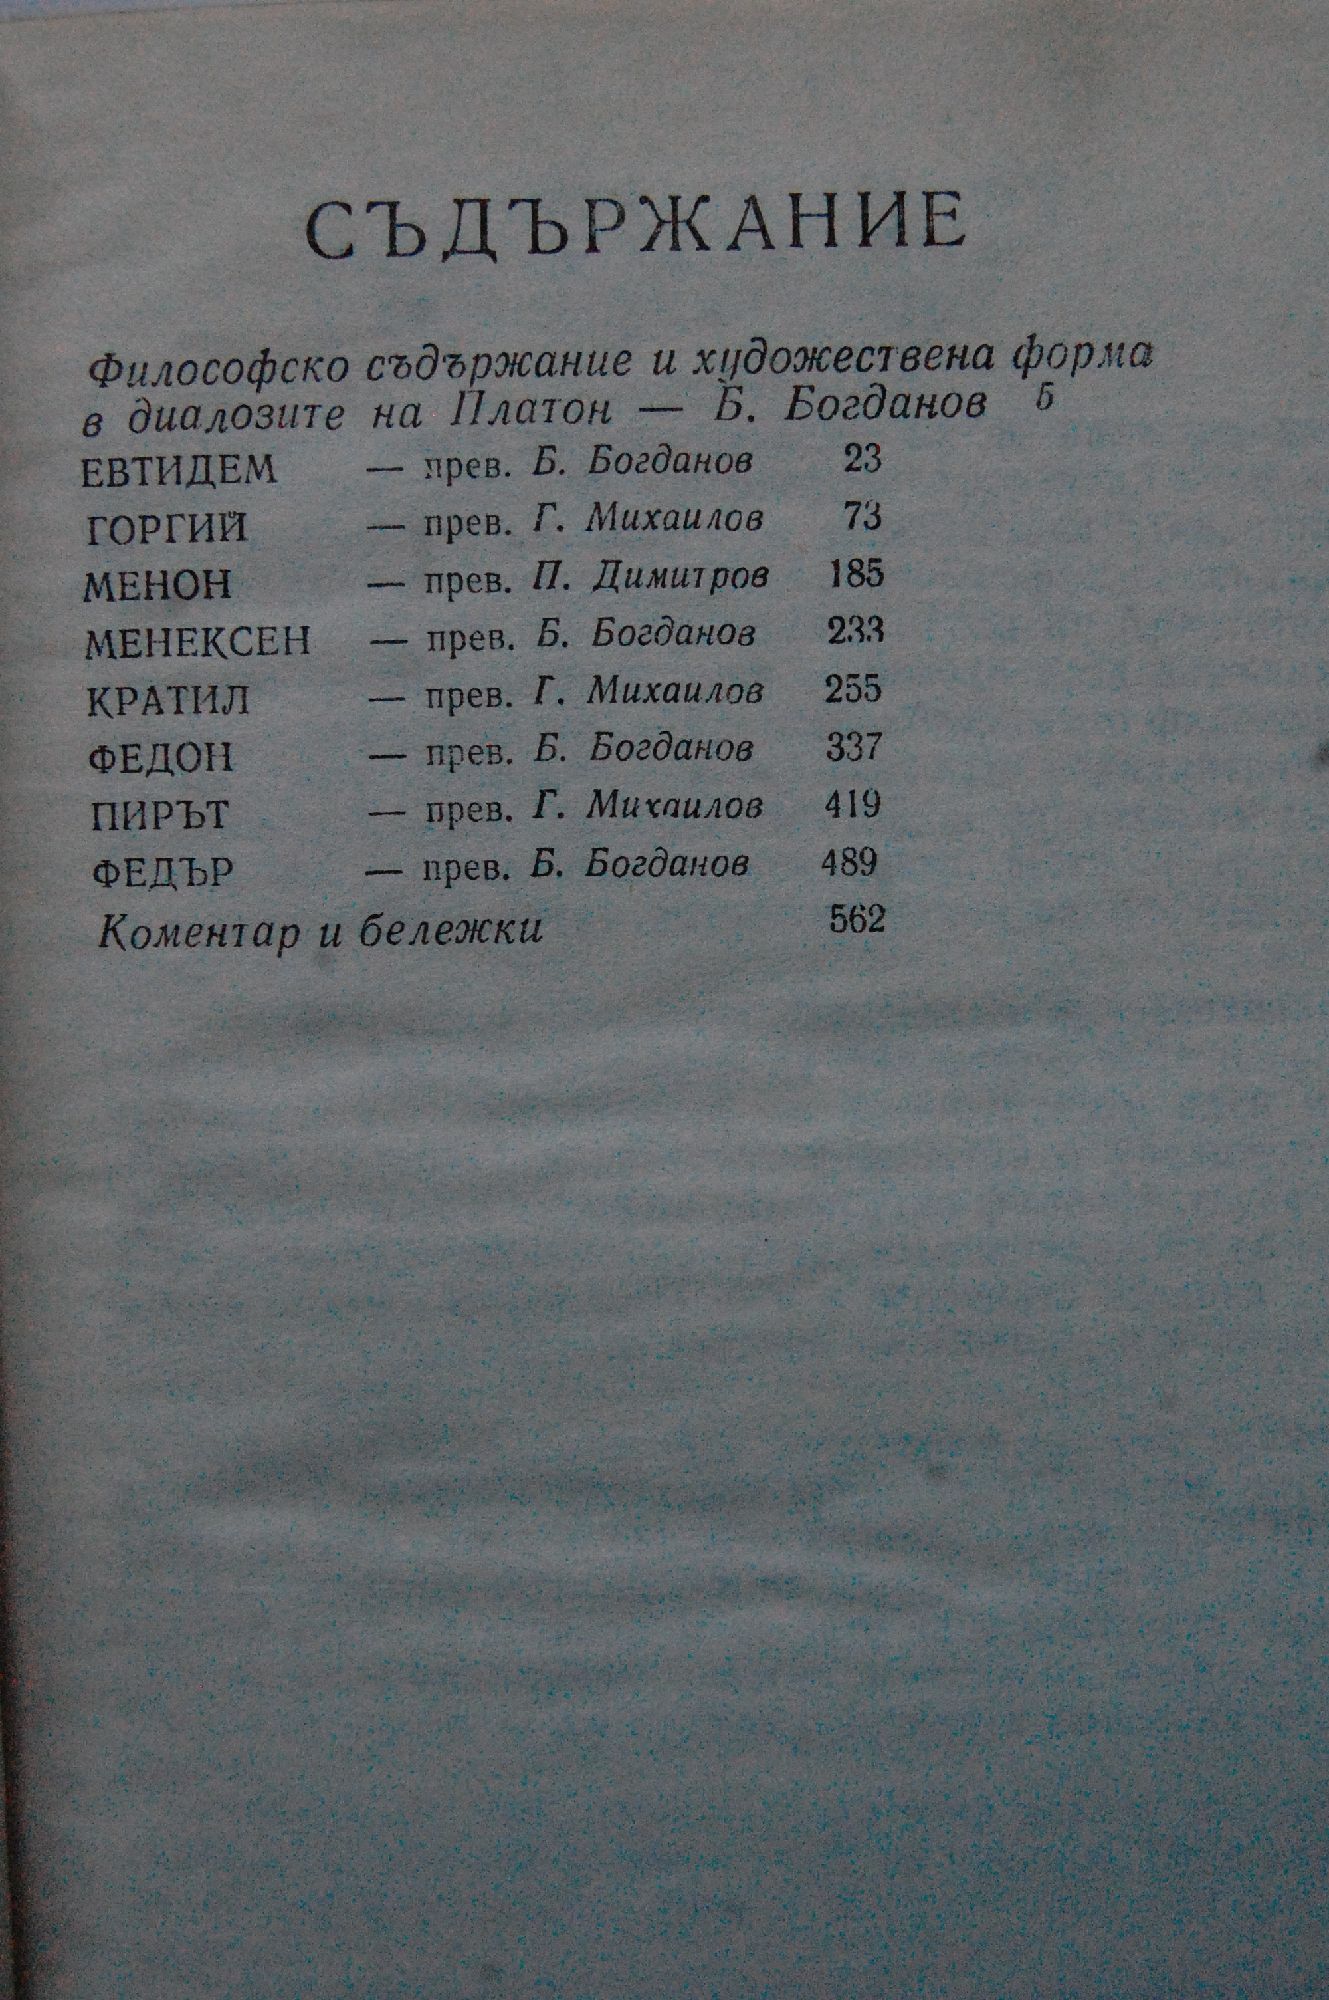 СЪДЪРЖАНИЕ
Философско съдържание и художествена форма
в диалозите на Платон — Б. Богданов 5
ЕВТИДЕМ — прев. Б. Богданов 23
ГОРГИЙ — прев. Г. Михаилов 73
МЕНОН — прев. П. Димитров 185
МЕНЕКСЕН — прев. Б. Богданов 233
КРАТИЛ — прев. Г. Михаилов 255
ФЕДОН — прев. Б. Богданов 337
ПИРЪТ — прев. Г. Михаилов 419
ФЕДЪР — прев. Б. Богданов 489
Коментар и бележки 562